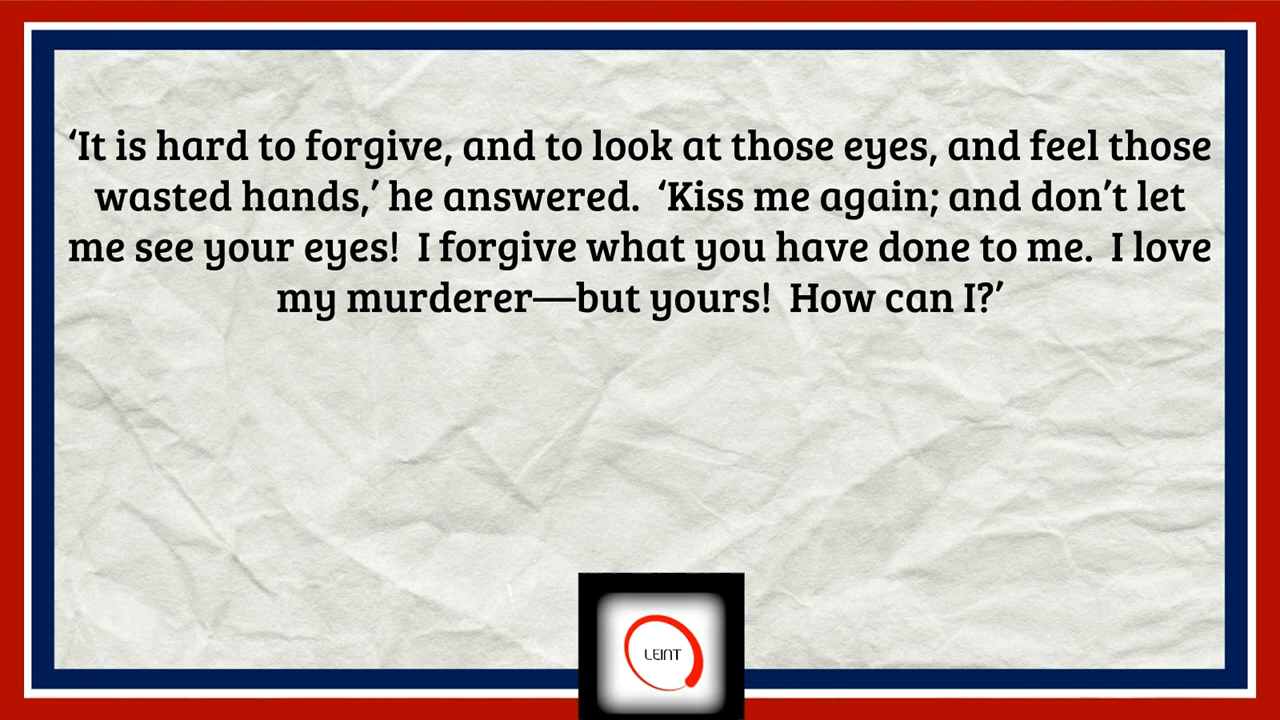 ‘It is hard to forgive, and to look at those eyes, and feel those
wasted hands,’ he answered.  ‘Kiss me again; and don’t let
me see your eyes!  I forgive what you have done to me.  I love
my murderer—but yours!  How can I?’
LEINT